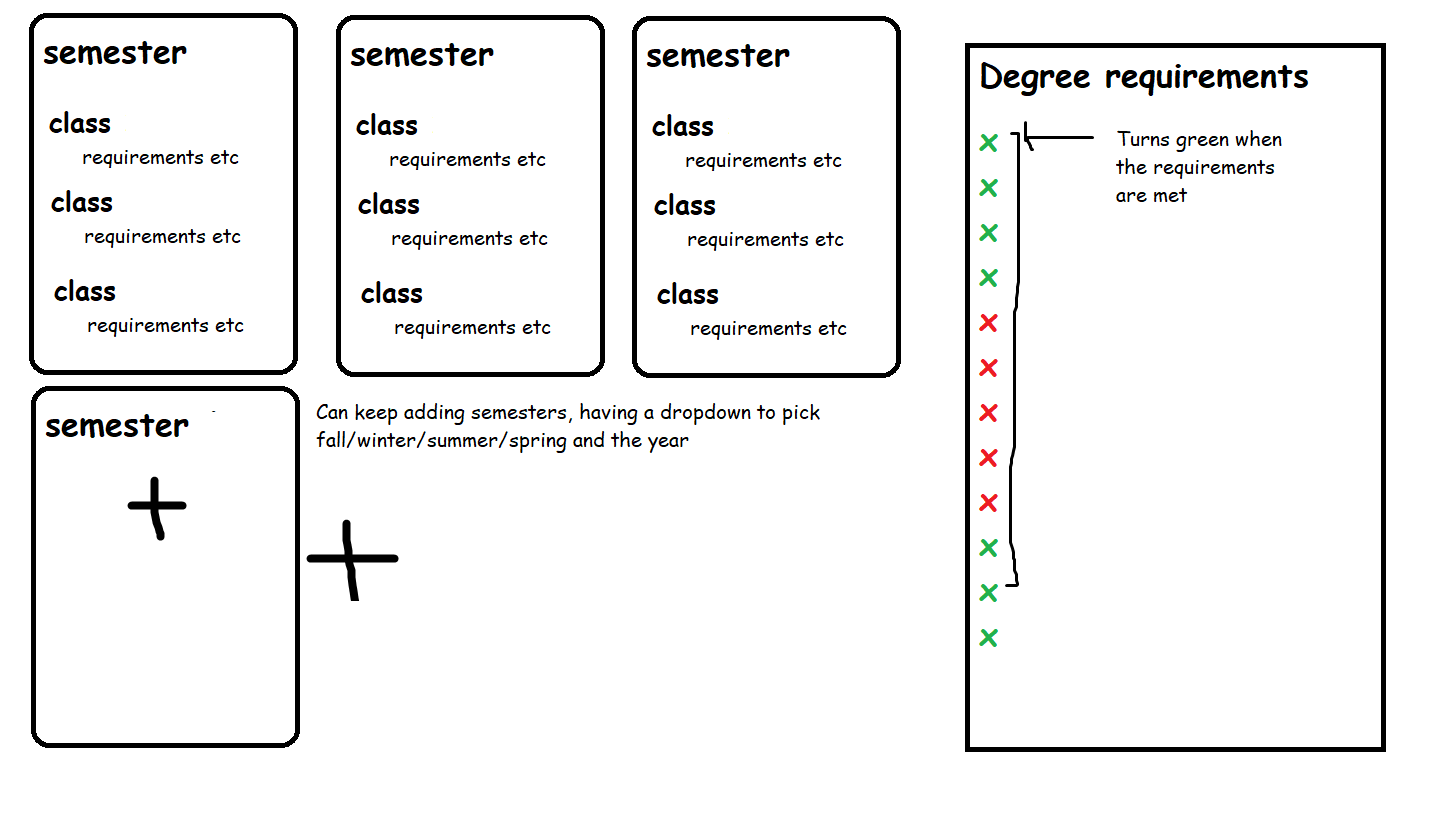 semester
class
requirements etc
class
requirements etc
class
requirements etc
semester
class
requirements etc
class
requirements etc
class
requirements etc
semester
class
requirements etc
class
requirements etc
class
requirements etc
semester
Can keep adding semesters, having a dropdown to pick
fall/winter/summer/spring and the year
Degree requirements
Turns green when
the requirements
are met